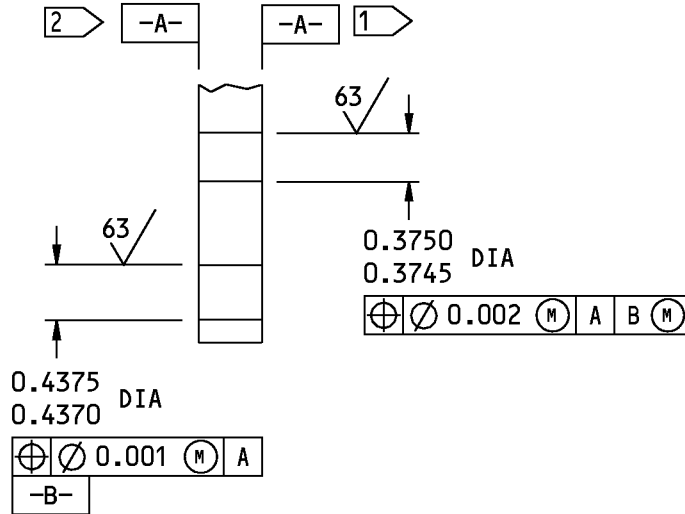 2 -A- -A- 1
63
63
0.3750
0.3745 DIA
⌖ ⌀ 0.002 Ⓜ A B Ⓜ
0.4375
0.4370 DIA
⌖ ⌀ 0.001 Ⓜ A
-B-